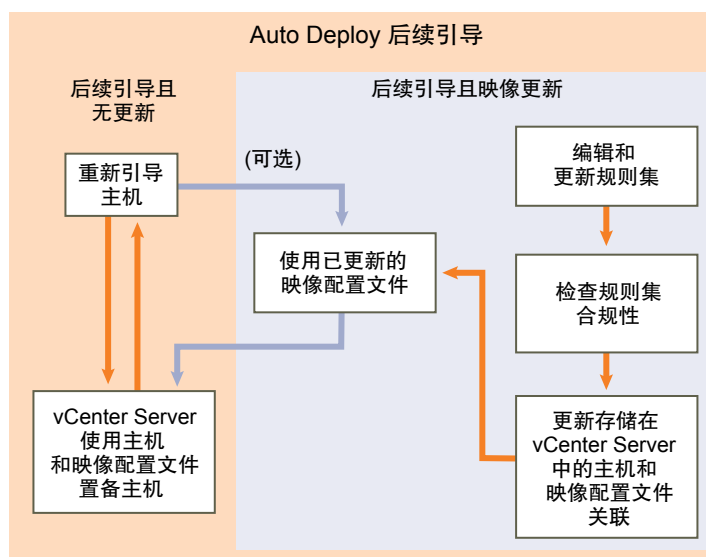 Auto Deploy 后续引导
后续引导且
无更新
后续引导且映像更新
重新引导
主机
(可选)
编辑和
更新规则集
使用已更新的
映像配置文件
检查规则集
合规性
vCenter Server
使用主机
和映像配置文件
置备主机
更新存储在
vCenter Server
中的主机和
映像配置文件
关联